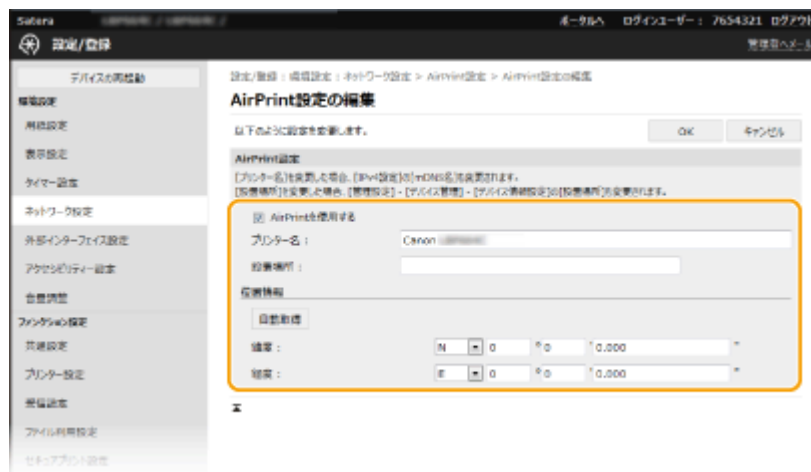 Satera
ポータルへ ログインユーザー： 7654321 ログアウト
設定/登録
管理者へメール
デバイスの再起動
設定/登録 : 環境設定 : ネットワーク設定 > AirPrint設定 > AirPrint設定の編集
環境設定
AirPrint設定の編集
用紙設定
以下のように設定を変更します。
OK キャンセル
表示設定
AirPrint設定
[プリンター名]を変更した場合、[IPv4設定]の[mDNS名]も変更されます。
タイマー設定
[設置場所]を変更した場合、[管理設定] - [デバイス管理] - [デバイス情報設定]の[設置場所]も変更されます。
ネットワーク設定
AirPrintを使用する
外部インターフェイス設定
プリンター名 : Canon
アクセシビリティー設定
設置場所 :
音量調整
位置情報
ファンクション設定
自動取得
共通設定
緯度 : N 0 ° 0 ' 0.000 "
プリンター設定
経度 : E 0 ° 0 ' 0.000 "
受信設定
ファイル利用設定
セキュアプリント設定